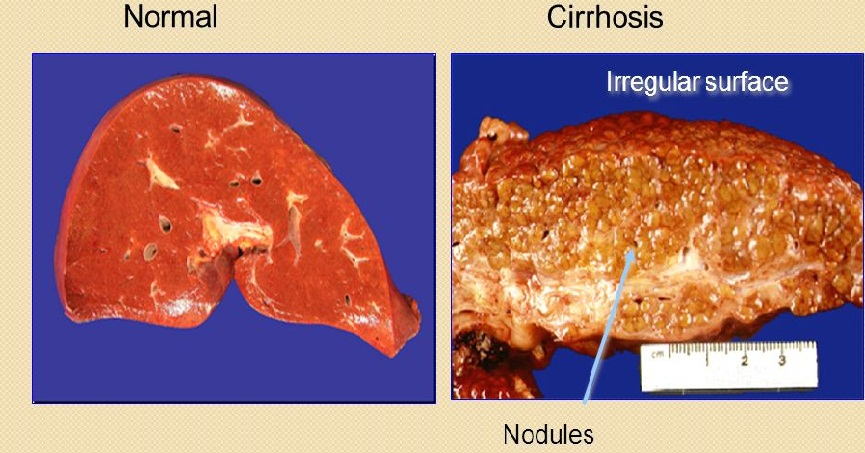 Normal
Cirrhosis
Irregular surface
cm 1 2 3
Nodules